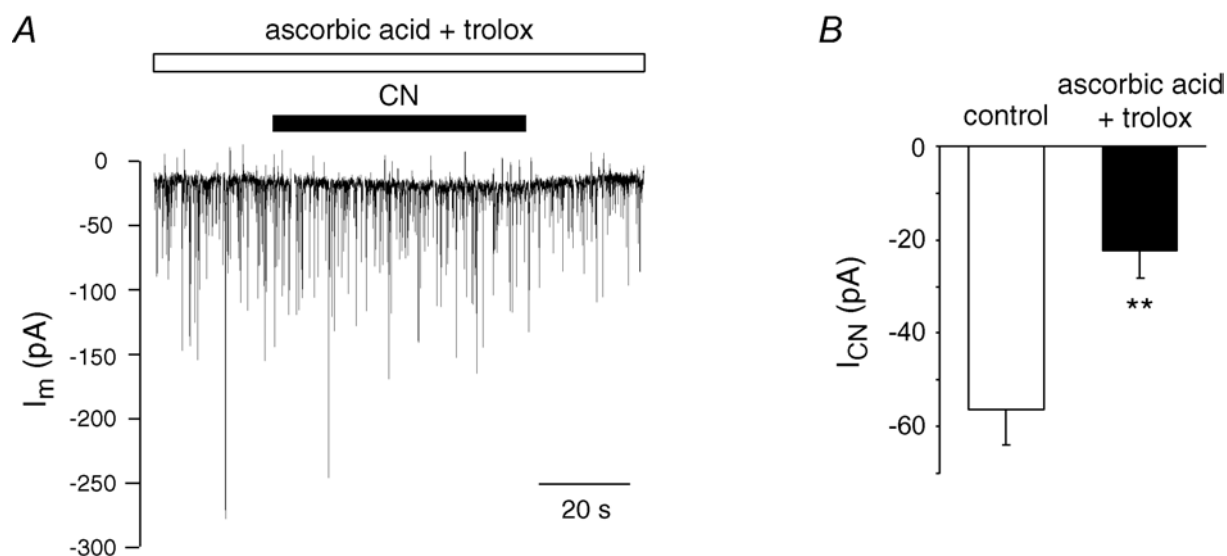 A
ascorbic acid + trolox
CN
0
-50
-100
-150
-200
-250
-300
I_m (pA)
20 s
B
control
ascorbic acid
+ trolox
0
-20
-40
-60
I_CN (pA)
**